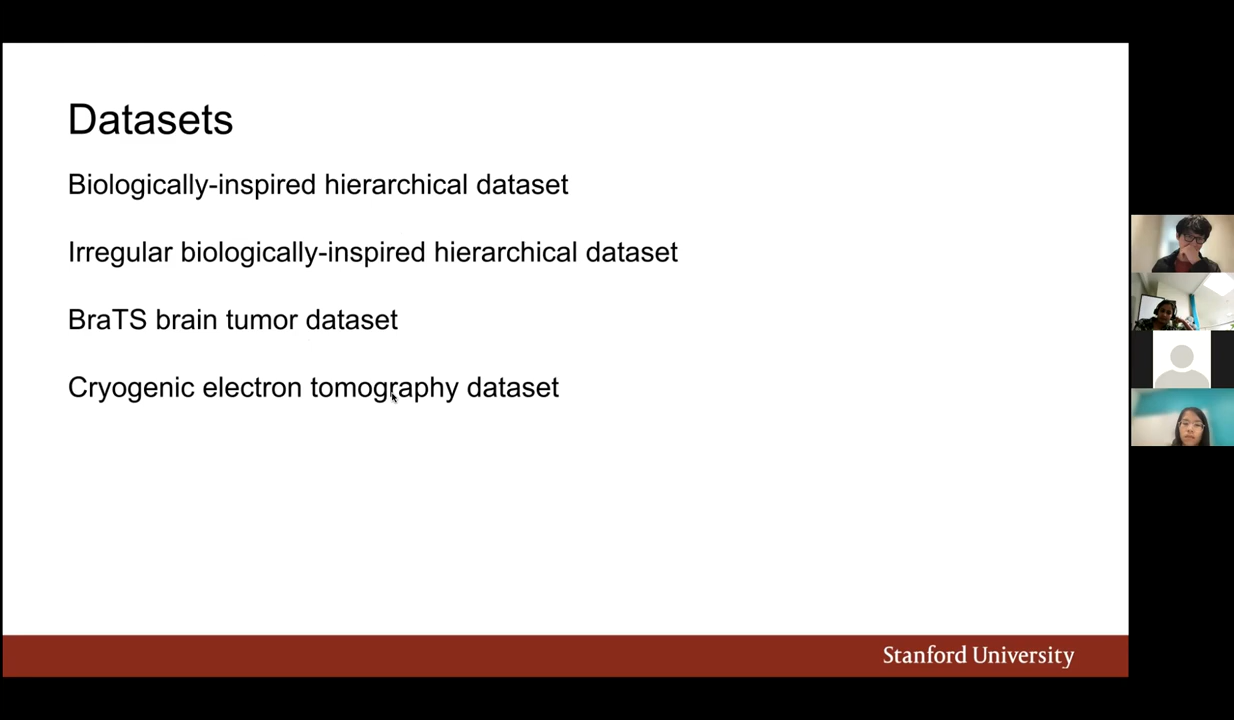 Datasets
Biologically-inspired hierarchical dataset
Irregular biologically-inspired hierarchical dataset
BraTS brain tumor dataset
Cryogenic electron tomography dataset
Stanford University